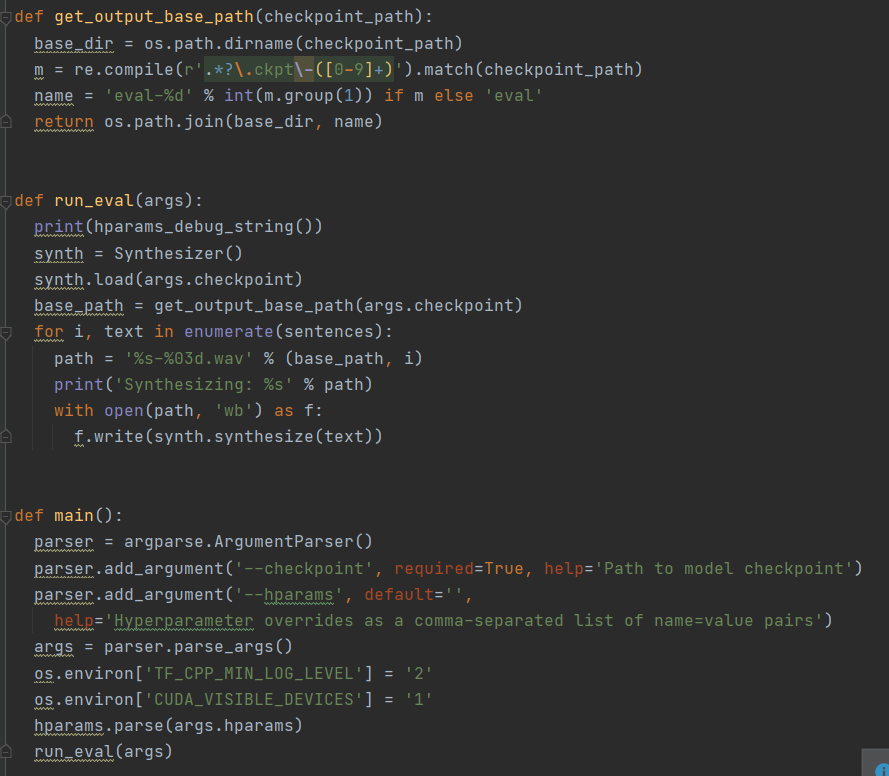 def get_output_base_path(checkpoint_path):
  base_dir = os.path.dirname(checkpoint_path)
  m = re.compile(r'.*?\.ckpt\-([0-9]+)').match(checkpoint_path)
  name = 'eval-%d' % int(m.group(1)) if m else 'eval'
  return os.path.join(base_dir, name)
def run_eval(args):
  print(hparams_debug_string())
  synth = Synthesizer()
  synth.load(args.checkpoint)
  base_path = get_output_base_path(args.checkpoint)
  for i, text in enumerate(sentences):
    path = '%s-%03d.wav' % (base_path, i)
    print('Synthesizing: %s' % path)
    with open(path, 'wb') as f:
      f.write(synth.synthesize(text))
def main():
  parser = argparse.ArgumentParser()
  parser.add_argument('--checkpoint', required=True, help='Path to model checkpoint')
  parser.add_argument('--hparams', default='',
    help='Hyperparameter overrides as a comma-separated list of name=value pairs')
  args = parser.parse_args()
  os.environ['TF_CPP_MIN_LOG_LEVEL'] = '2'
  os.environ['CUDA_VISIBLE_DEVICES'] = '1'
  hparams.parse(args.hparams)
  run_eval(args)